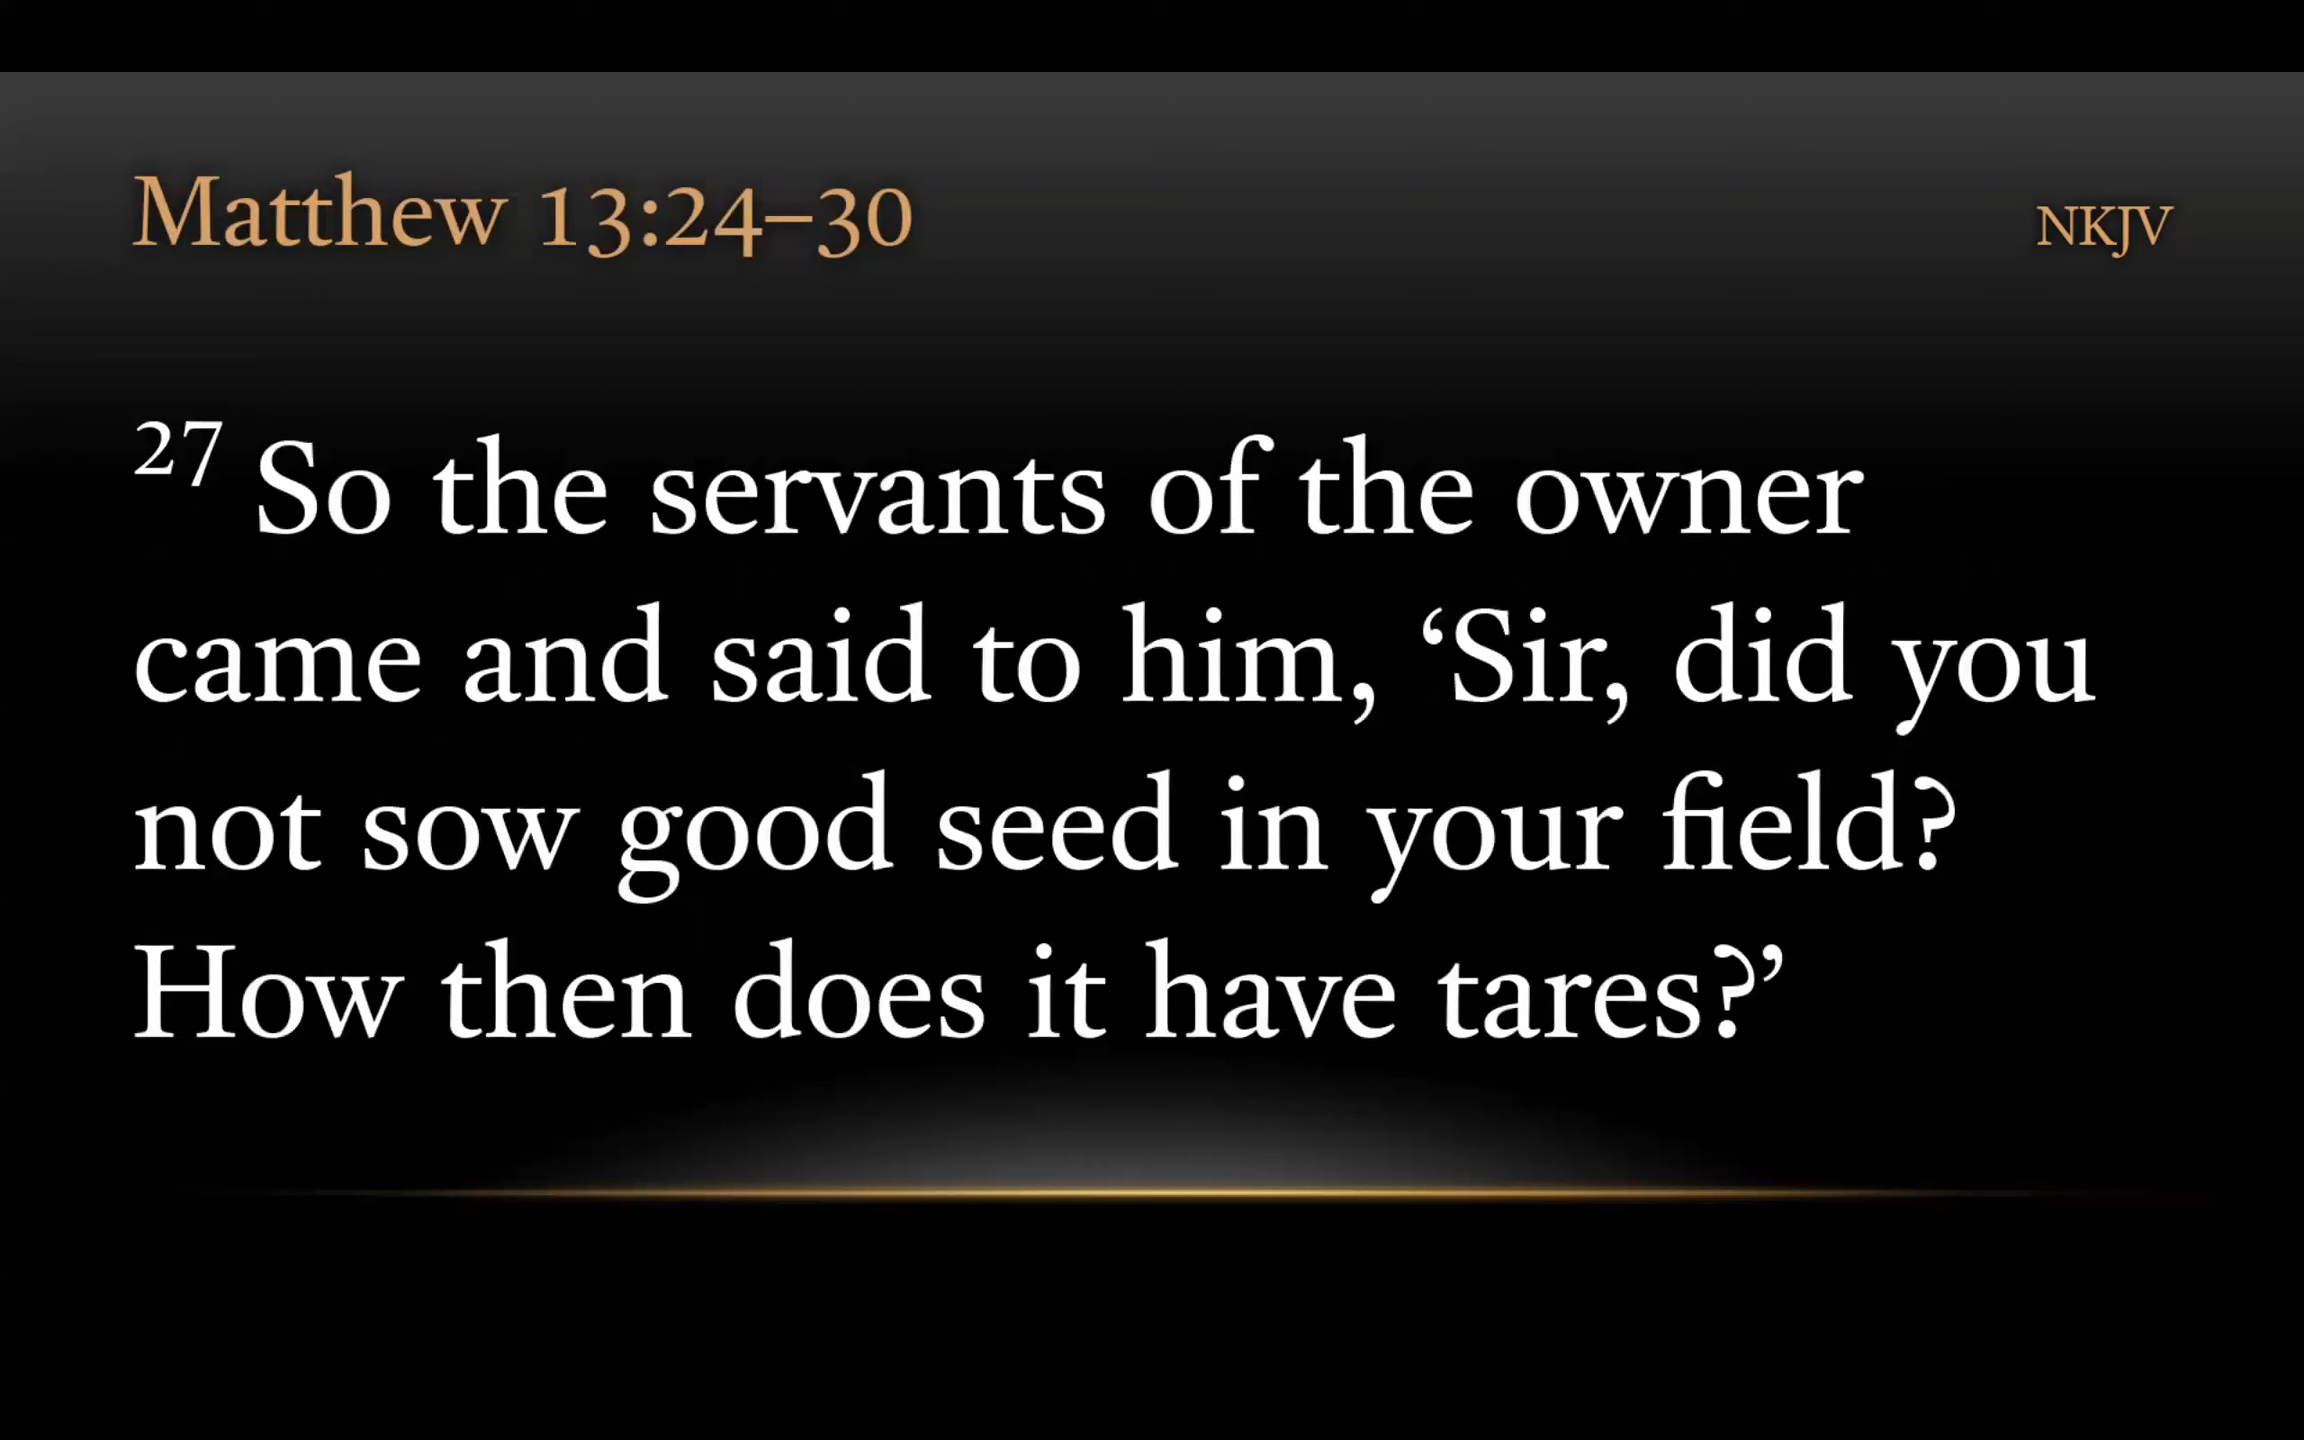 Matthew 13:24–30
NKJV
27 So the servants of the owner
came and said to him, ‘Sir, did you
not sow good seed in your field?
How then does it have tares?’